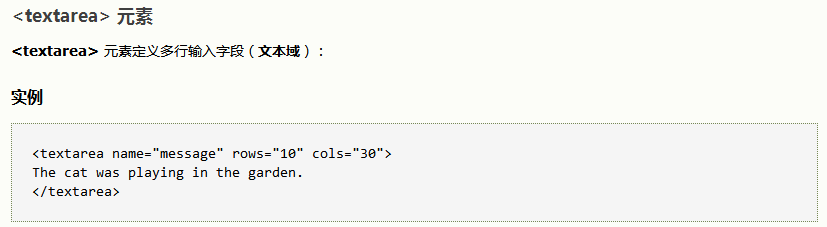 <textarea> 元素
<textarea> 元素定义多行输入字段（文本域）：
实例
<textarea name="message" rows="10" cols="30">
The cat was playing in the garden.
</textarea>